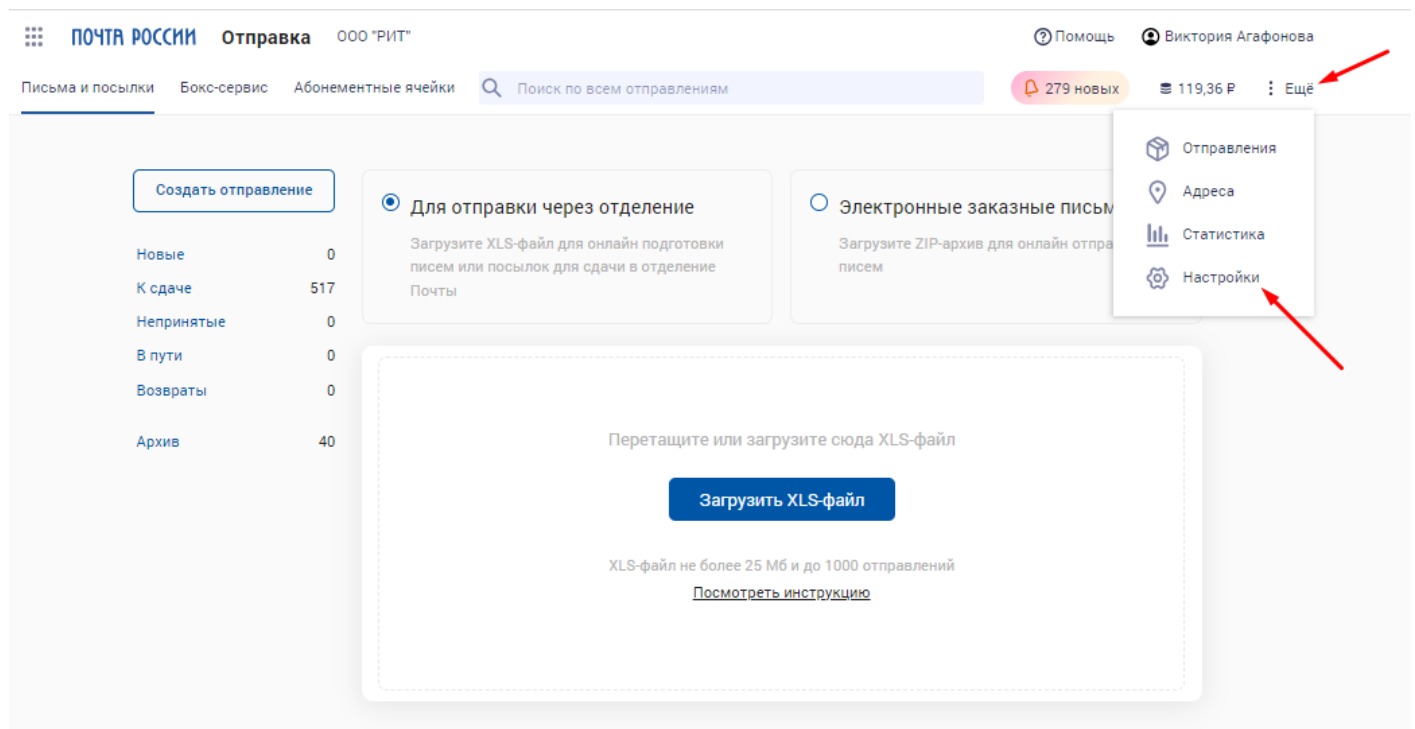 ПОЧТА РОССИИ Отправка ООО "РИТ" Помощь Виктория Агафонова
Письма и посылки Бокс-сервис Абонементные ячейки Поиск по всем отправлениям 279 новых 119,36 ₽ Ещё
Отправления
Адреса
Статистика
Настройки
Создать отправление
Новые 0
К сдаче 517
Непринятые 0
В пути 0
Возвраты 0
Архив 40
Для отправки через отделение
Загрузите XLS-файл для онлайн подготовки
писем или посылок для сдачи в отделение
Почты
Электронные заказные письм
Загрузите ZIP-архив для онлайн отпра
писем
Перетащите или загрузите сюда XLS-файл
Загрузить XLS-файл
XLS-файл не более 25 Мб и до 1000 отправлений
Посмотреть инструкцию